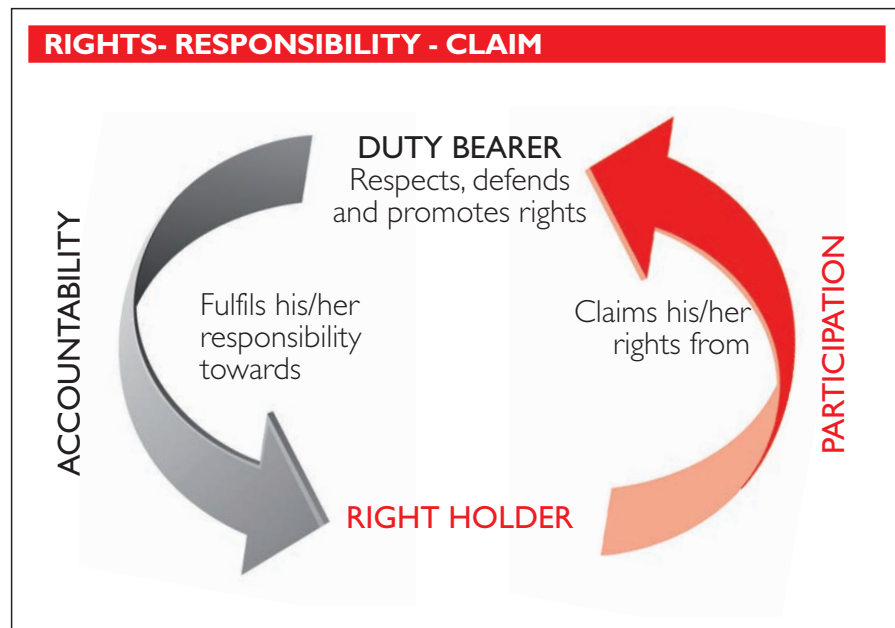 RIGHTS- RESPONSIBILITY - CLAIM
DUTY BEARER
Respects, defends
and promotes rights
ACCOUNTABILITY
Fulfils his/her
responsibility
towards
Claims his/her
rights from
PARTICIPATION
RIGHT HOLDER